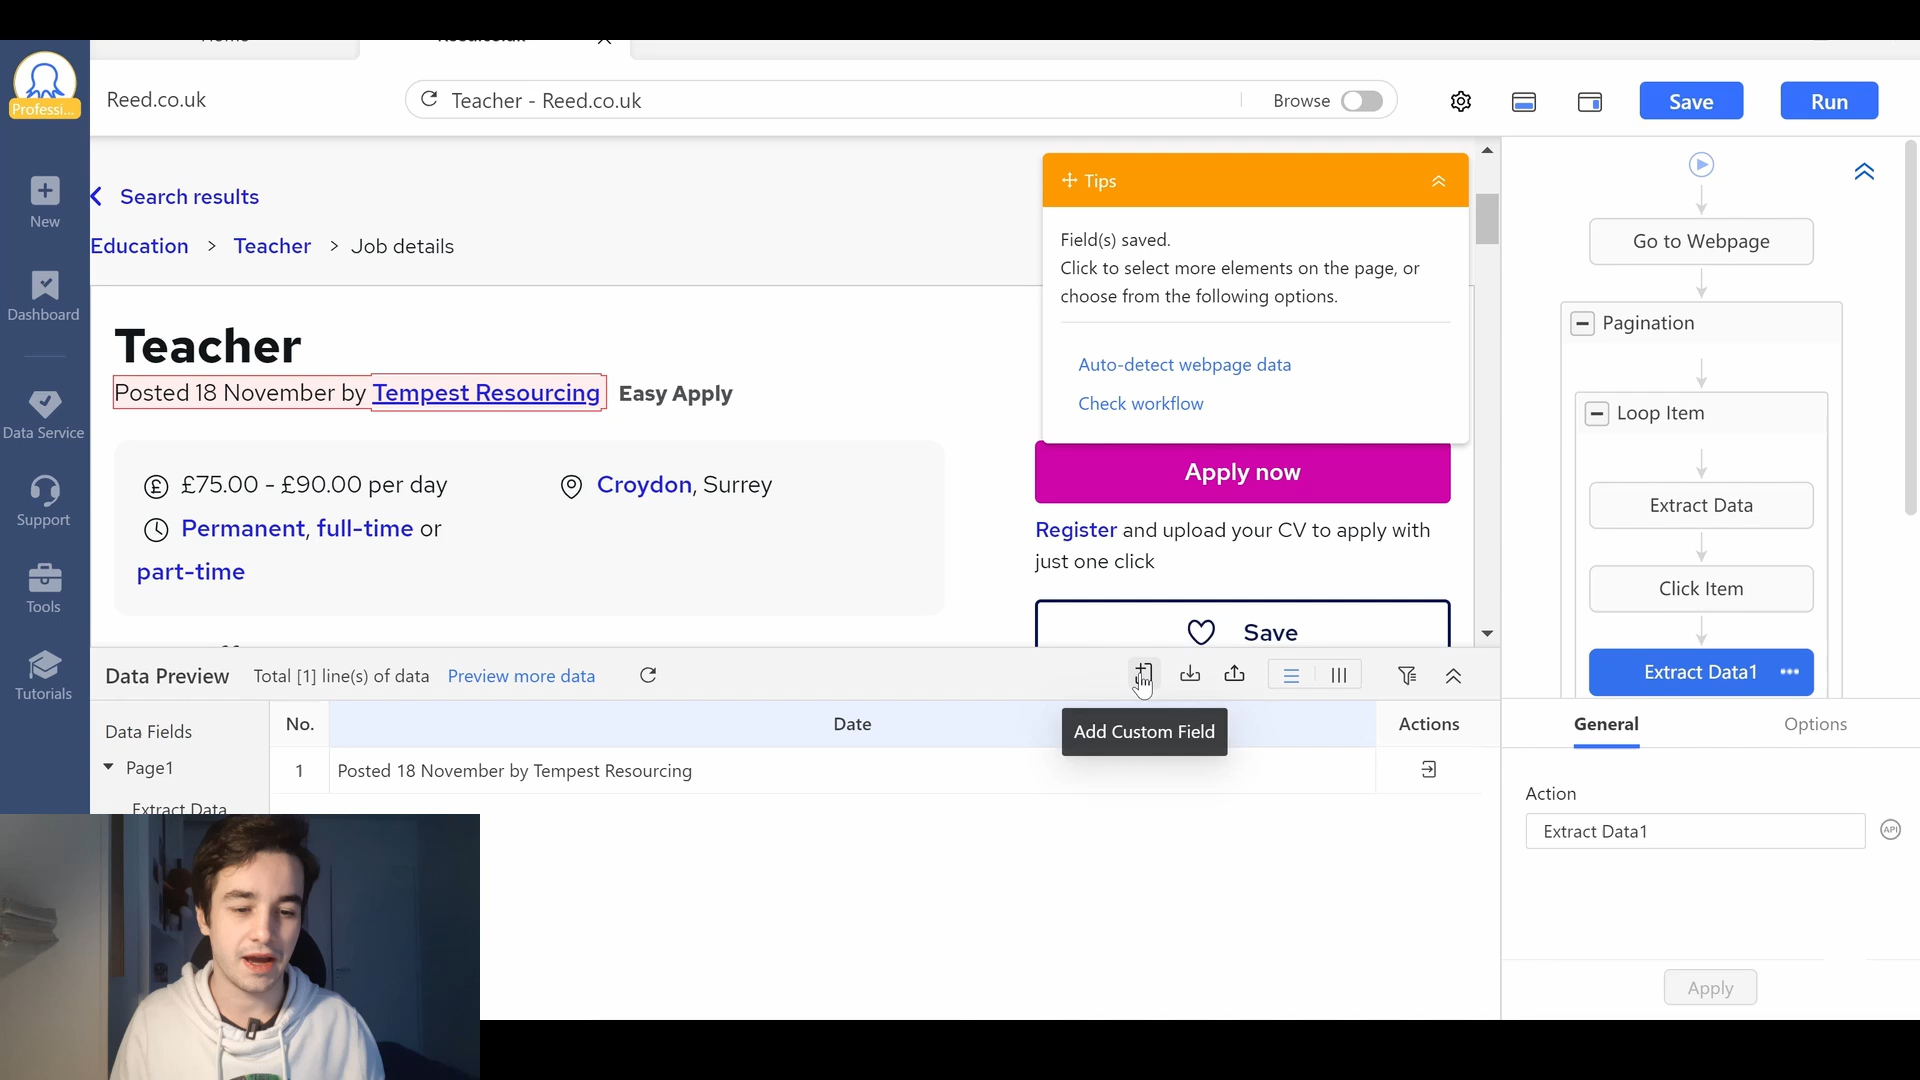 Reed.co.uk
Teacher - Reed.co.uk
Browse
Save
Run
Professi...
New
Dashboard
Data Service
Support
Tools
Tutorials
Search results
Education > Teacher > Job details
Teacher
Posted 18 November by Tempest Resourcing Easy Apply
£75.00 - £90.00 per day
Croydon, Surrey
Permanent, full-time or
part-time
Tips
Field(s) saved.
Click to select more elements on the page, or
choose from the following options.
Auto-detect webpage data
Check workflow
Apply now
Register and upload your CV to apply with
just one click
Save
Go to Webpage
Pagination
Loop Item
Extract Data
Click Item
Extract Data1
Data Preview Total [1] line(s) of data Preview more data
Add Custom Field
Data Fields
Page1
Extract Data
No. Date Actions
1 Posted 18 November by Tempest Resourcing
General Options
Action
Extract Data1
API
Apply